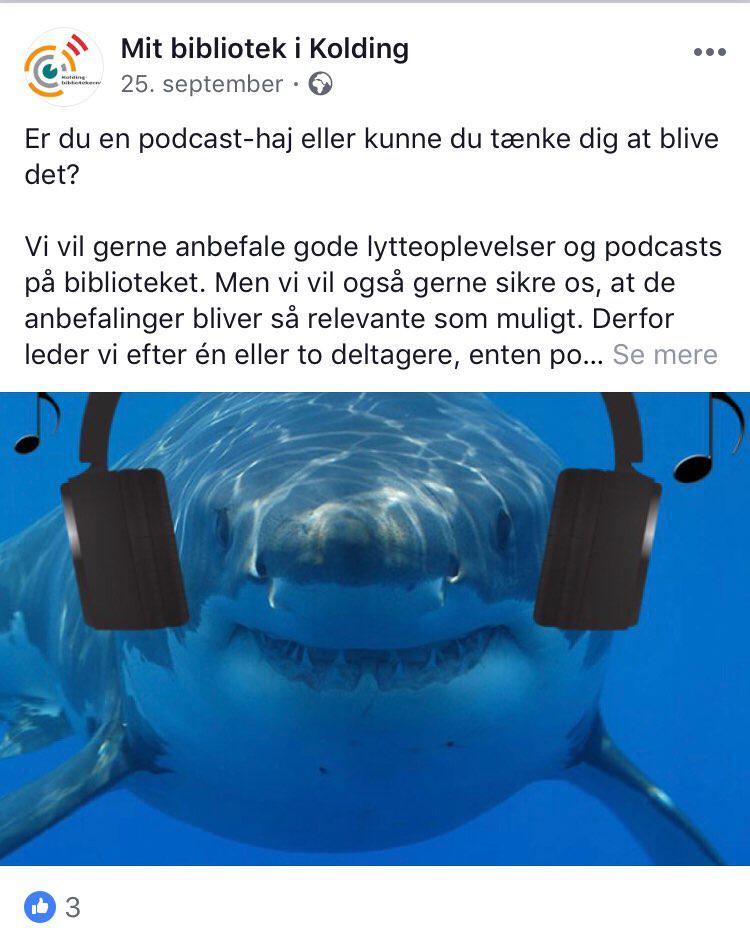 Mit bibliotek i Kolding
25. september ·
Kolding
bibliotekerne
Er du en podcast-haj eller kunne du tænke dig at blive
det?
Vi vil gerne anbefale gode lytteoplevelser og podcasts
på biblioteket. Men vi vil også gerne sikre os, at de
anbefalinger bliver så relevante som muligt. Derfor
leder vi efter én eller to deltagere, enten po... Se mere
3